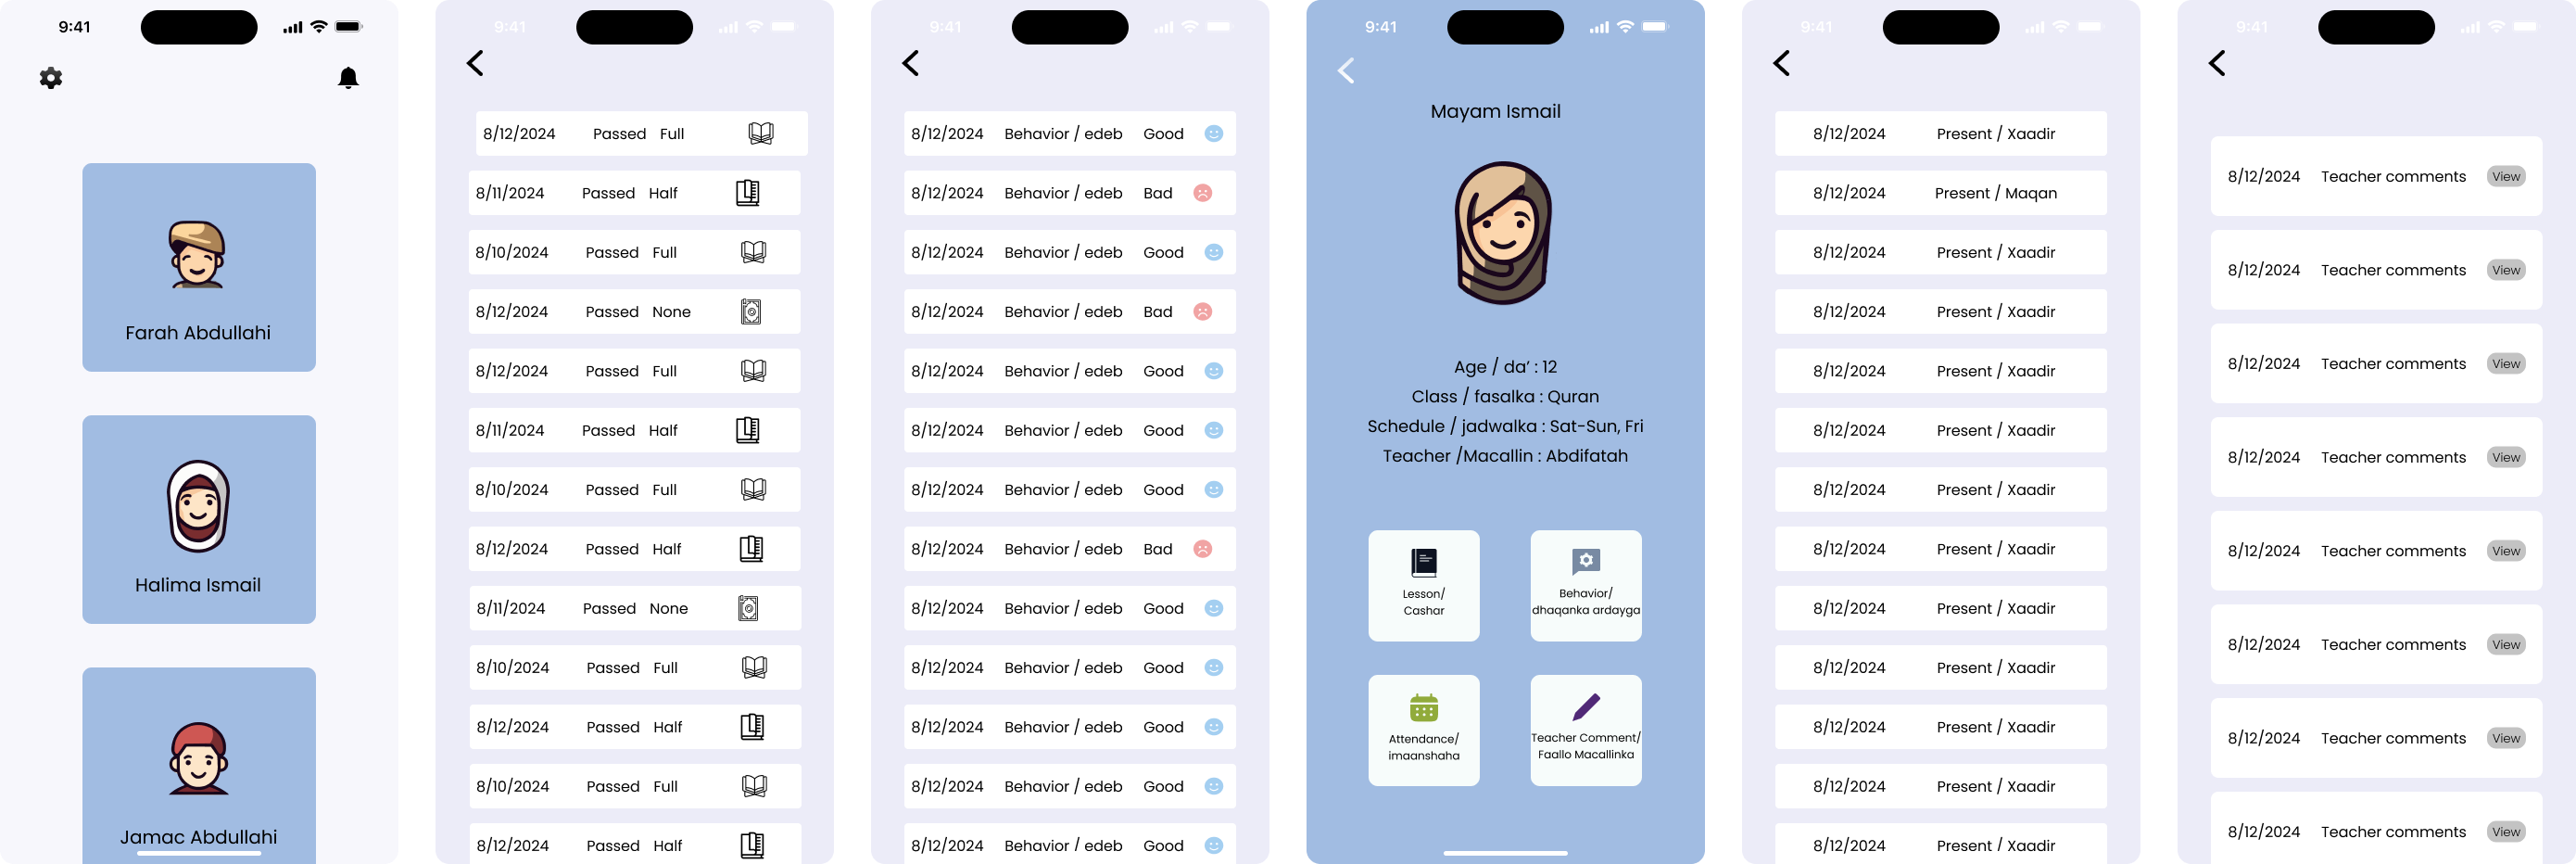 9:41
Farah Abdullahi
Halima Ismail
Jamac Abdullahi
9:41
8/12/2024 Passed Full
8/11/2024 Passed Half
8/10/2024 Passed Full
8/12/2024 Passed None
8/12/2024 Passed Full
8/11/2024 Passed Half
8/10/2024 Passed Full
8/12/2024 Passed Half
8/11/2024 Passed None
8/10/2024 Passed Full
8/12/2024 Passed Half
8/10/2024 Passed Full
8/12/2024 Passed Half
9:41
8/12/2024 Behavior / edeb Good
8/12/2024 Behavior / edeb Bad
8/12/2024 Behavior / edeb Good
8/12/2024 Behavior / edeb Bad
8/12/2024 Behavior / edeb Good
8/12/2024 Behavior / edeb Good
8/12/2024 Behavior / edeb Good
8/12/2024 Behavior / edeb Bad
8/12/2024 Behavior / edeb Good
8/12/2024 Behavior / edeb Good
8/12/2024 Behavior / edeb Good
8/12/2024 Behavior / edeb Good
8/12/2024 Behavior / edeb Good
9:41
Mayam Ismail
Age / da’ : 12
Class / fasalka : Quran
Schedule / jadwalka : Sat-Sun, Fri
Teacher /Macallin : Abdifatah
Lesson/
Cashar
Behavior/
dhaqanka ardayga
Attendance/
imaanshaha
Teacher Comment/
Faallo Macallinka
9:41
8/12/2024 Present / Xaadir
8/12/2024 Present / Maqan
8/12/2024 Present / Xaadir
8/12/2024 Present / Xaadir
8/12/2024 Present / Xaadir
8/12/2024 Present / Xaadir
8/12/2024 Present / Xaadir
8/12/2024 Present / Xaadir
8/12/2024 Present / Xaadir
8/12/2024 Present / Xaadir
8/12/2024 Present / Xaadir
8/12/2024 Present / Xaadir
8/12/2024 Present / Xaadir
9:41
8/12/2024 Teacher comments View
8/12/2024 Teacher comments View
8/12/2024 Teacher comments View
8/12/2024 Teacher comments View
8/12/2024 Teacher comments View
8/12/2024 Teacher comments View
8/12/2024 Teacher comments View
8/12/2024 Teacher comments View